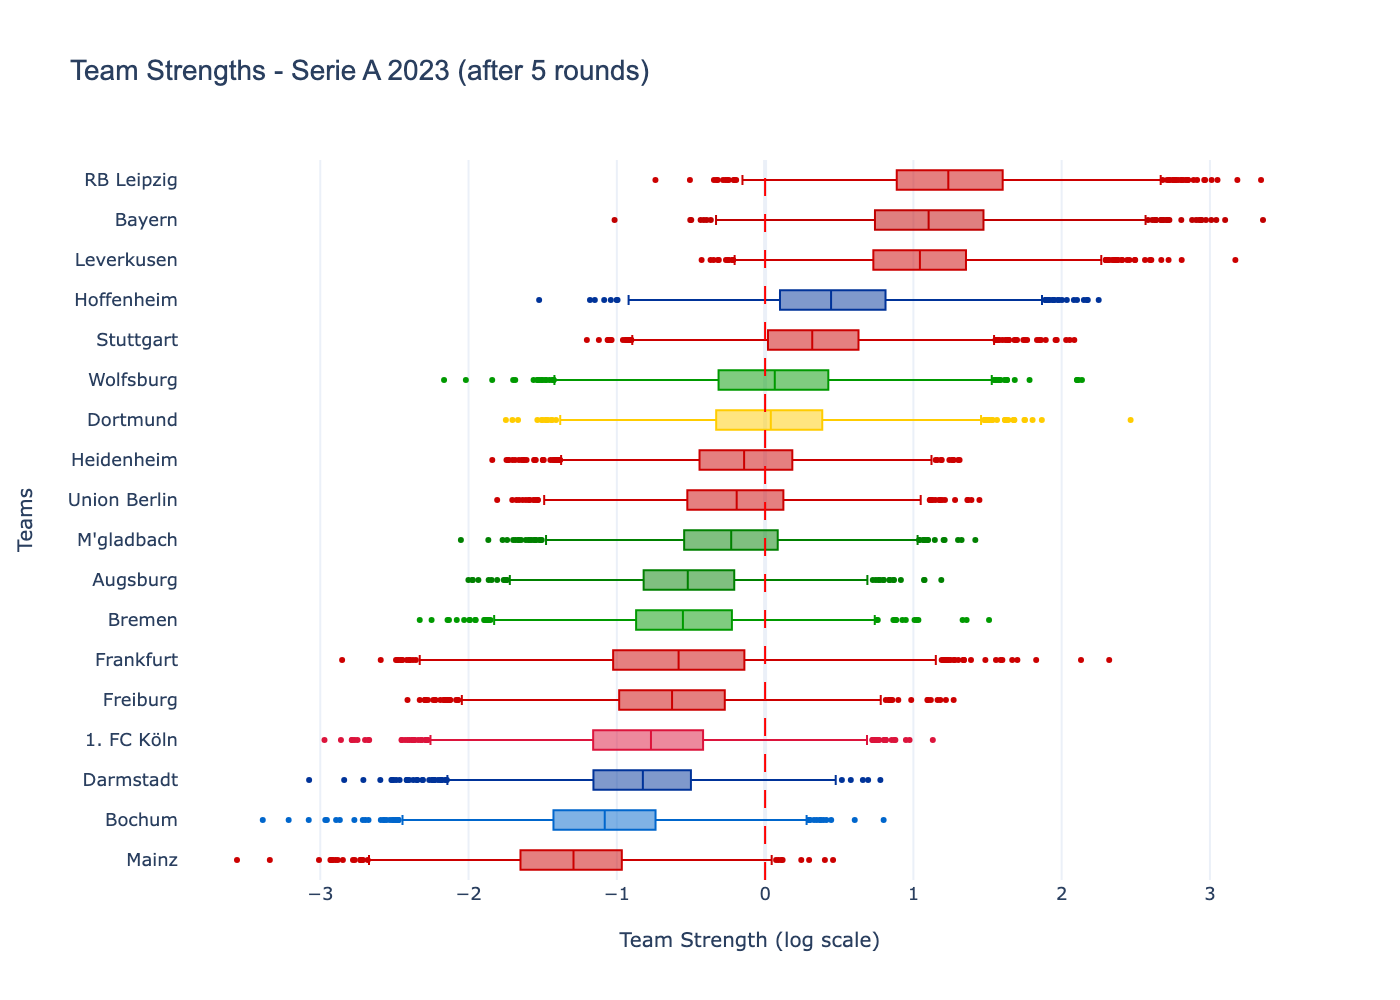 Team Strengths - Serie A 2023 (after 5 rounds)
RB Leipzig
Bayern
Leverkusen
Hoffenheim
Stuttgart
Wolfsburg
Dortmund
Heidenheim
Union Berlin
M'gladbach
Augsburg
Bremen
Frankfurt
Freiburg
1. FC Köln
Darmstadt
Bochum
Mainz
Teams
−3 −2 −1 0 1 2 3
Team Strength (log scale)